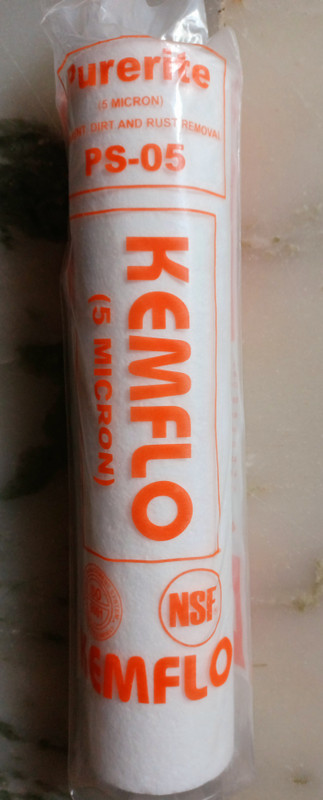 Purerite
(5 MICRON)
DIRT AND RUST REMOVAL
PS-05
KEMFLO
(5 MICRON)
NSF
KEMFLO